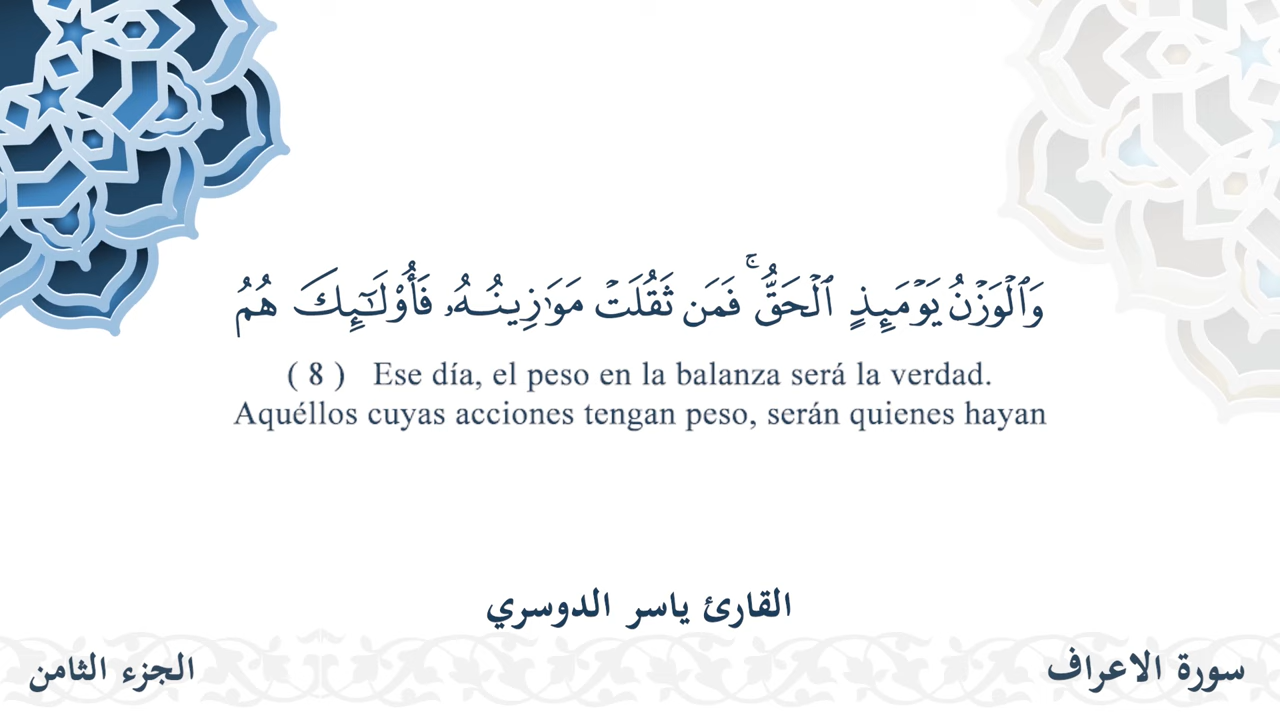 وَٱلۡوَزۡنُ يَوۡمَئِذٍ ٱلۡحَقُّۚ فَمَن ثَقُلَتۡ مَوَٰزِينُهُۥ فَأُوْلَٰٓئِكَ هُمُ
( 8 ) Ese día, el peso en la balanza será la verdad.
Aquéllos cuyas acciones tengan peso, serán quienes hayan
القارئ ياسر الدوسري
سورة الاعراف
الجزء الثامن